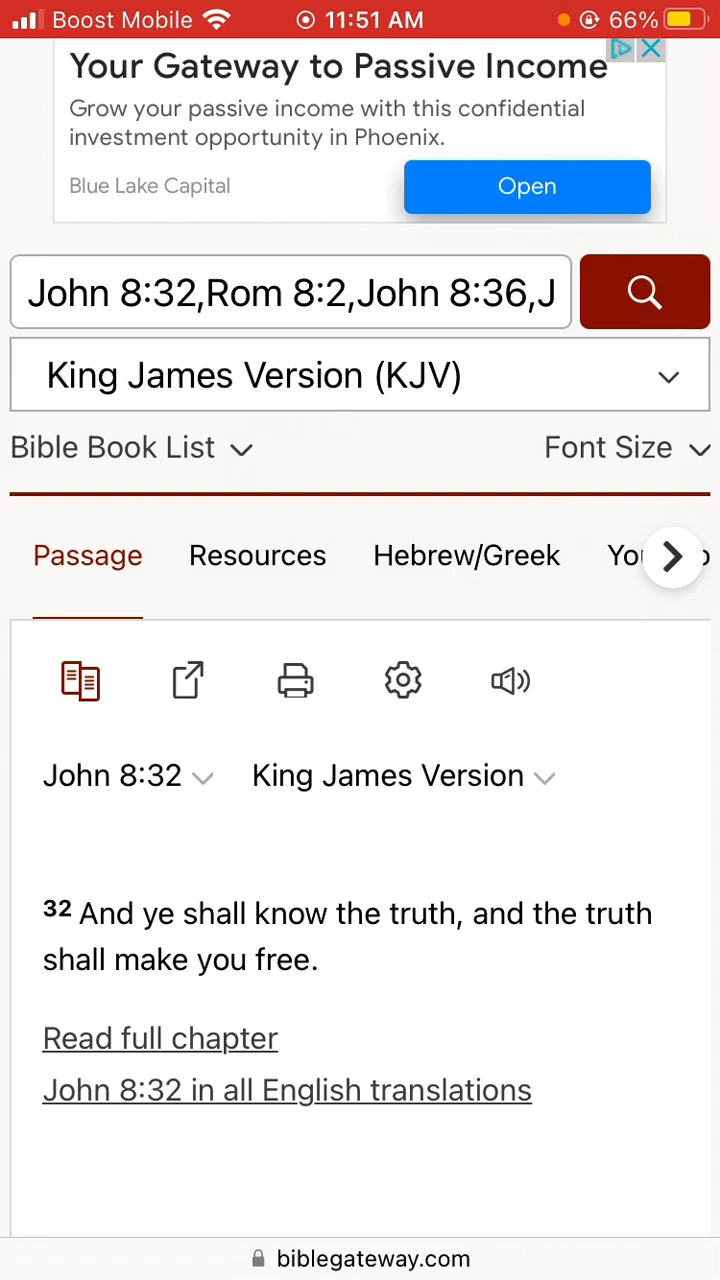 Boost Mobile 11:51 AM 66%
Your Gateway to Passive Income
Grow your passive income with this confidential
investment opportunity in Phoenix.
Blue Lake Capital Open
John 8:32,Rom 8:2,John 8:36,J
King James Version (KJV)
Bible Book List Font Size
Passage Resources Hebrew/Greek
John 8:32 King James Version
32 And ye shall know the truth, and the truth
shall make you free.
Read full chapter
John 8:32 in all English translations
biblegateway.com